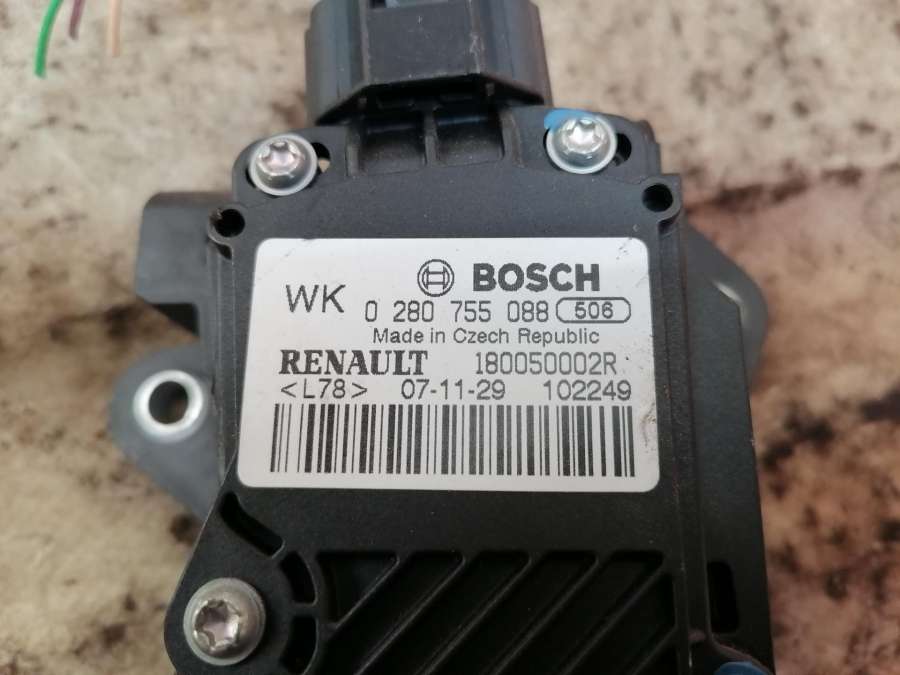 BOSCH
WK 0 280 755 088 506
Made in Czech Republic
RENAULT 180050002R
<L78> 07-11-29 102249